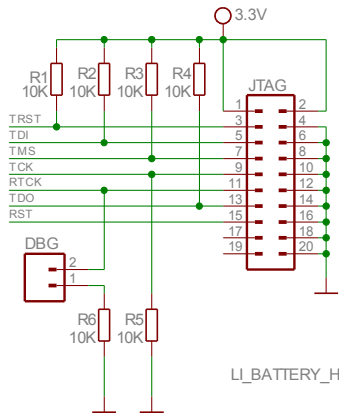 3.3V
JTAG
R1 10K
R2 10K
R3 10K
R4 10K
TRST
TDI
TMS
TCK
RTCK
TDO
RST
1 2
3 4
5 6
7 8
9 10
11 12
13 14
15 16
17 18
19 20
DBG
2
1
R6 10K
R5 10K
LI_BATTERY_H